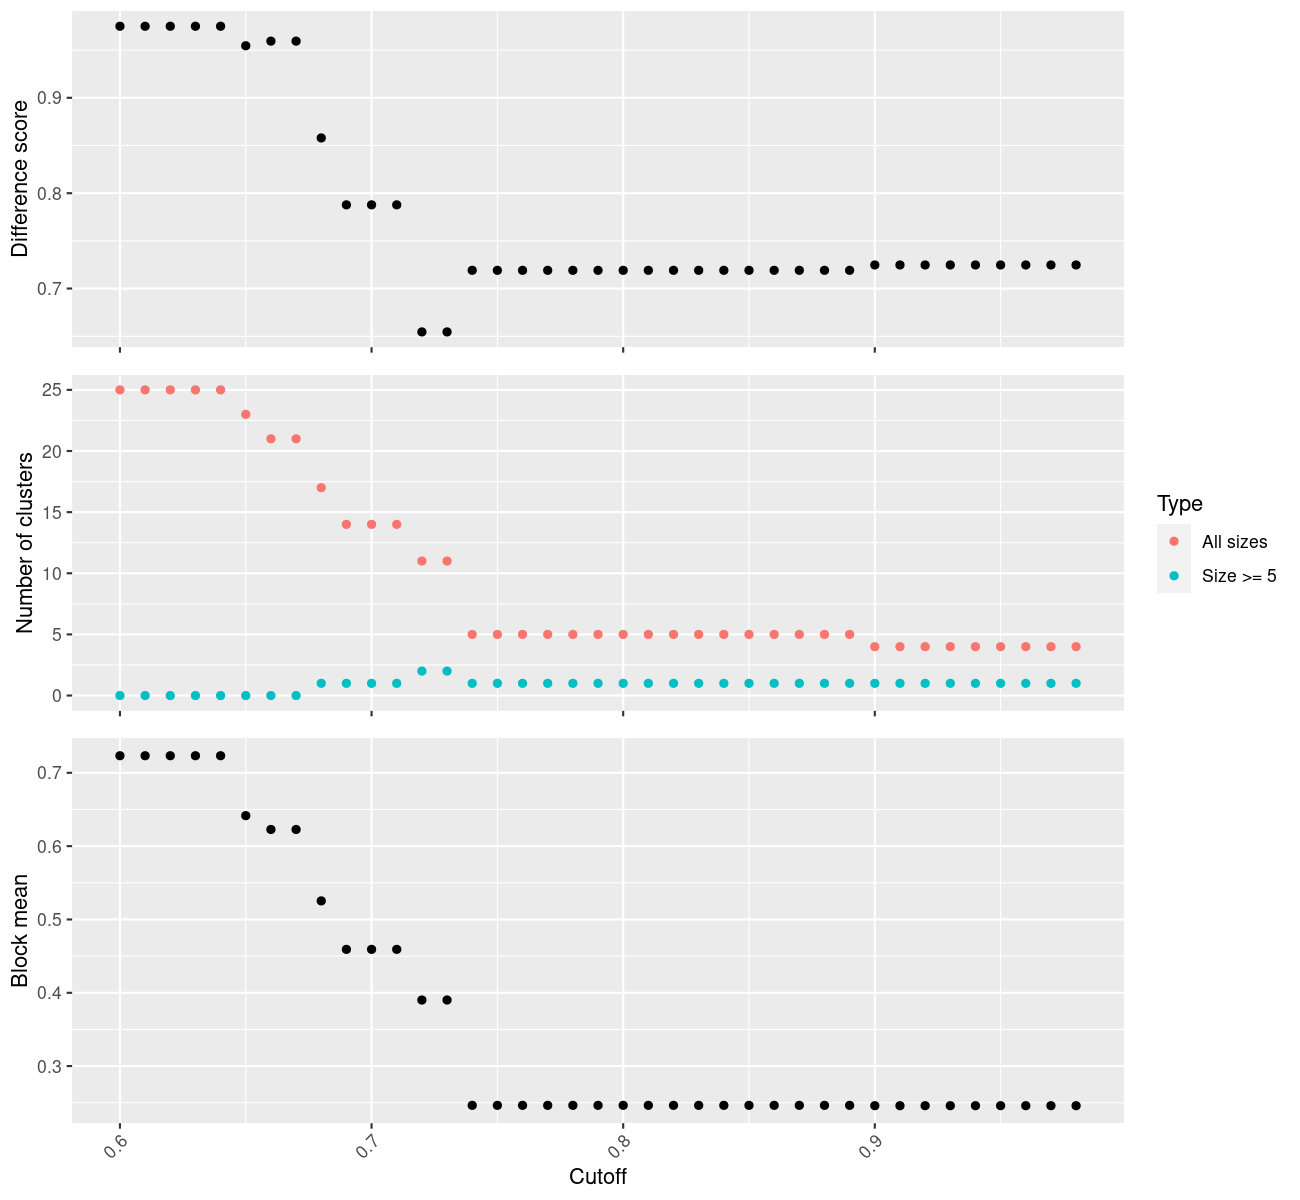 Difference score
0.9
0.8
0.7
Number of clusters
25
20
15
10
5
0
Type
All sizes
Size >= 5
Block mean
0.7
0.6
0.5
0.4
0.3
0.6
0.7
0.8
0.9
Cutoff